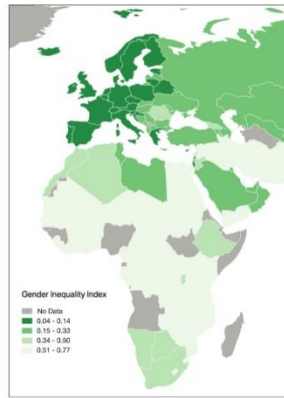 Gender Inequality Index
No Data
0.04 - 0.14
0.15 - 0.33
0.34 - 0.50
0.51 - 0.77